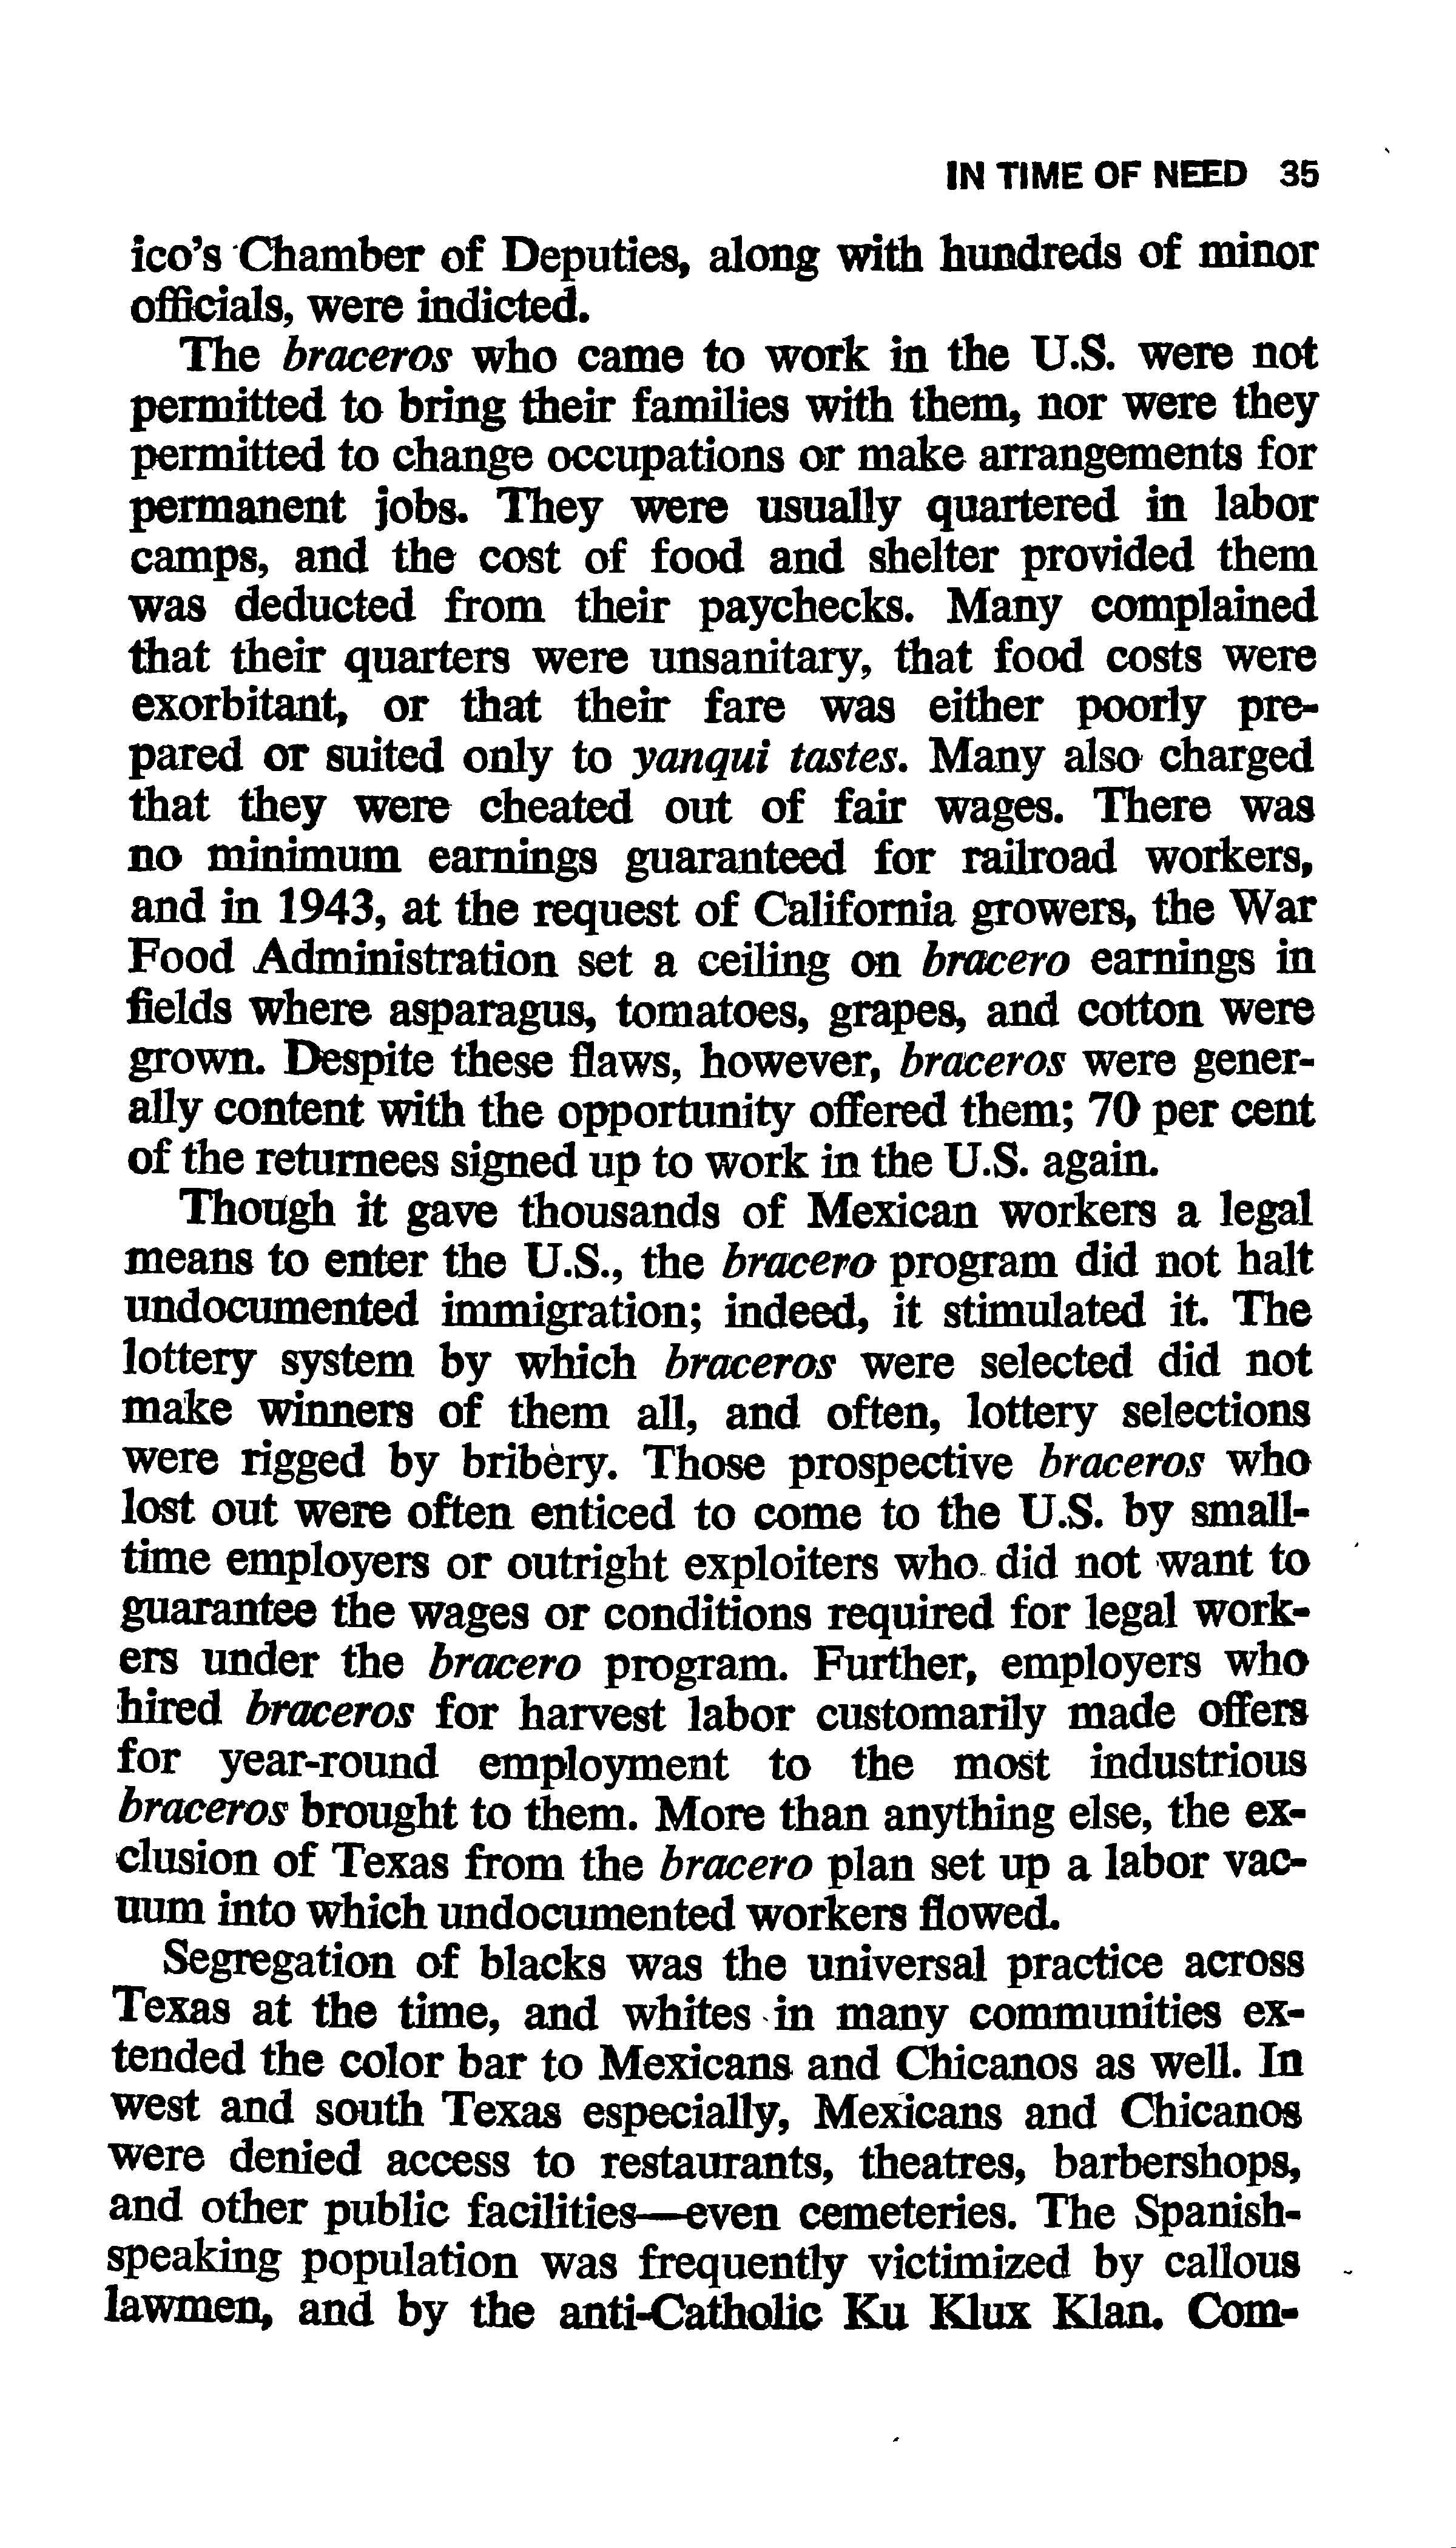 IN TIME OF NEED 35
ico's Chamber of Deputies, along with hundreds of minor
officials, were indicted.
The braceros who came to work in the U.S. were not
permitted to bring their families with them, nor were they
permitted to change occupations or make arrangements for
permanent jobs. They were usually quartered in labor
camps, and the cost of food and shelter provided them
was deducted from their paychecks. Many complained
that their quarters were unsanitary, that food costs were
exorbitant, or that their fare was either poorly pre-
pared or suited only to yanqui tastes. Many also charged
that they were cheated out of fair wages. There was
no minimum earnings guaranteed for railroad workers,
and in 1943, at the request of California growers, the War
Food Administration set a ceiling on bracero earnings in
fields where asparagus, tomatoes, grapes, and cotton were
grown. Despite these flaws, however, braceros were gener-
ally content with the opportunity offered them; 70 per cent
of the returnees signed up to work in the U.S. again.
Though it gave thousands of Mexican workers a legal
means to enter the U.S., the bracero program did not halt
undocumented immigration; indeed, it stimulated it. The
lottery system by which braceros were selected did not
make winners of them all, and often, lottery selections
were rigged by bribery. Those prospective braceros who
lost out were often enticed to come to the U.S. by small-
time employers or outright exploiters who did not want to
guarantee the wages or conditions required for legal work-
ers under the bracero program. Further, employers who
hired braceros for harvest labor customarily made offers
for year-round employment to the most industrious
braceros brought to them. More than anything else, the ex-
clusion of Texas from the bracero plan set up a labor vac-
uum into which undocumented workers flowed.
Segregation of blacks was the universal practice across
Texas at the time, and whites in many communities ex-
tended the color bar to Mexicans and Chicanos as well. In
west and south Texas especially, Mexicans and Chicanos
were denied access to restaurants, theatres, barbershops,
and other public facilities—even cemeteries. The Spanish-
speaking population was frequently victimized by callous
lawmen, and by the anti-Catholic Ku Klux Klan. Com-